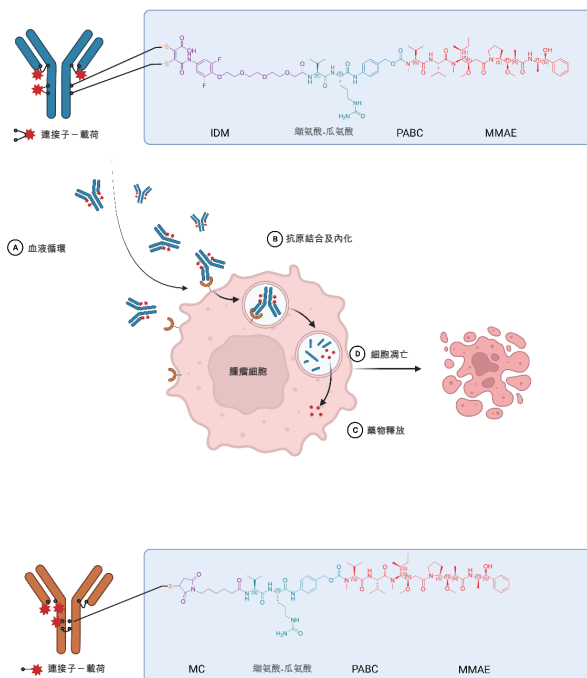 連接子－載荷
IDM
纈氨酸-瓜氨酸
PABC
MMAE
A 血液循環
B 抗原結合及內化
腫瘤細胞
D 細胞凋亡
C 藥物釋放
連接子－載荷
MC
纈氨酸-瓜氨酸
PABC
MMAE